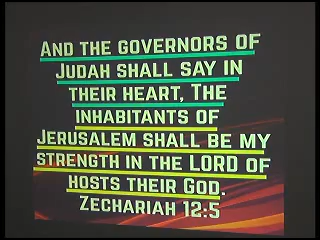 AND THE GOVERNORS OF
JUDAH SHALL SAY IN
THEIR HEART, THE
INHABITANTS OF
JERUSALEM SHALL BE MY
STRENGTH IN THE LORD OF
HOSTS THEIR GOD.
ZECHARIAH 12:5